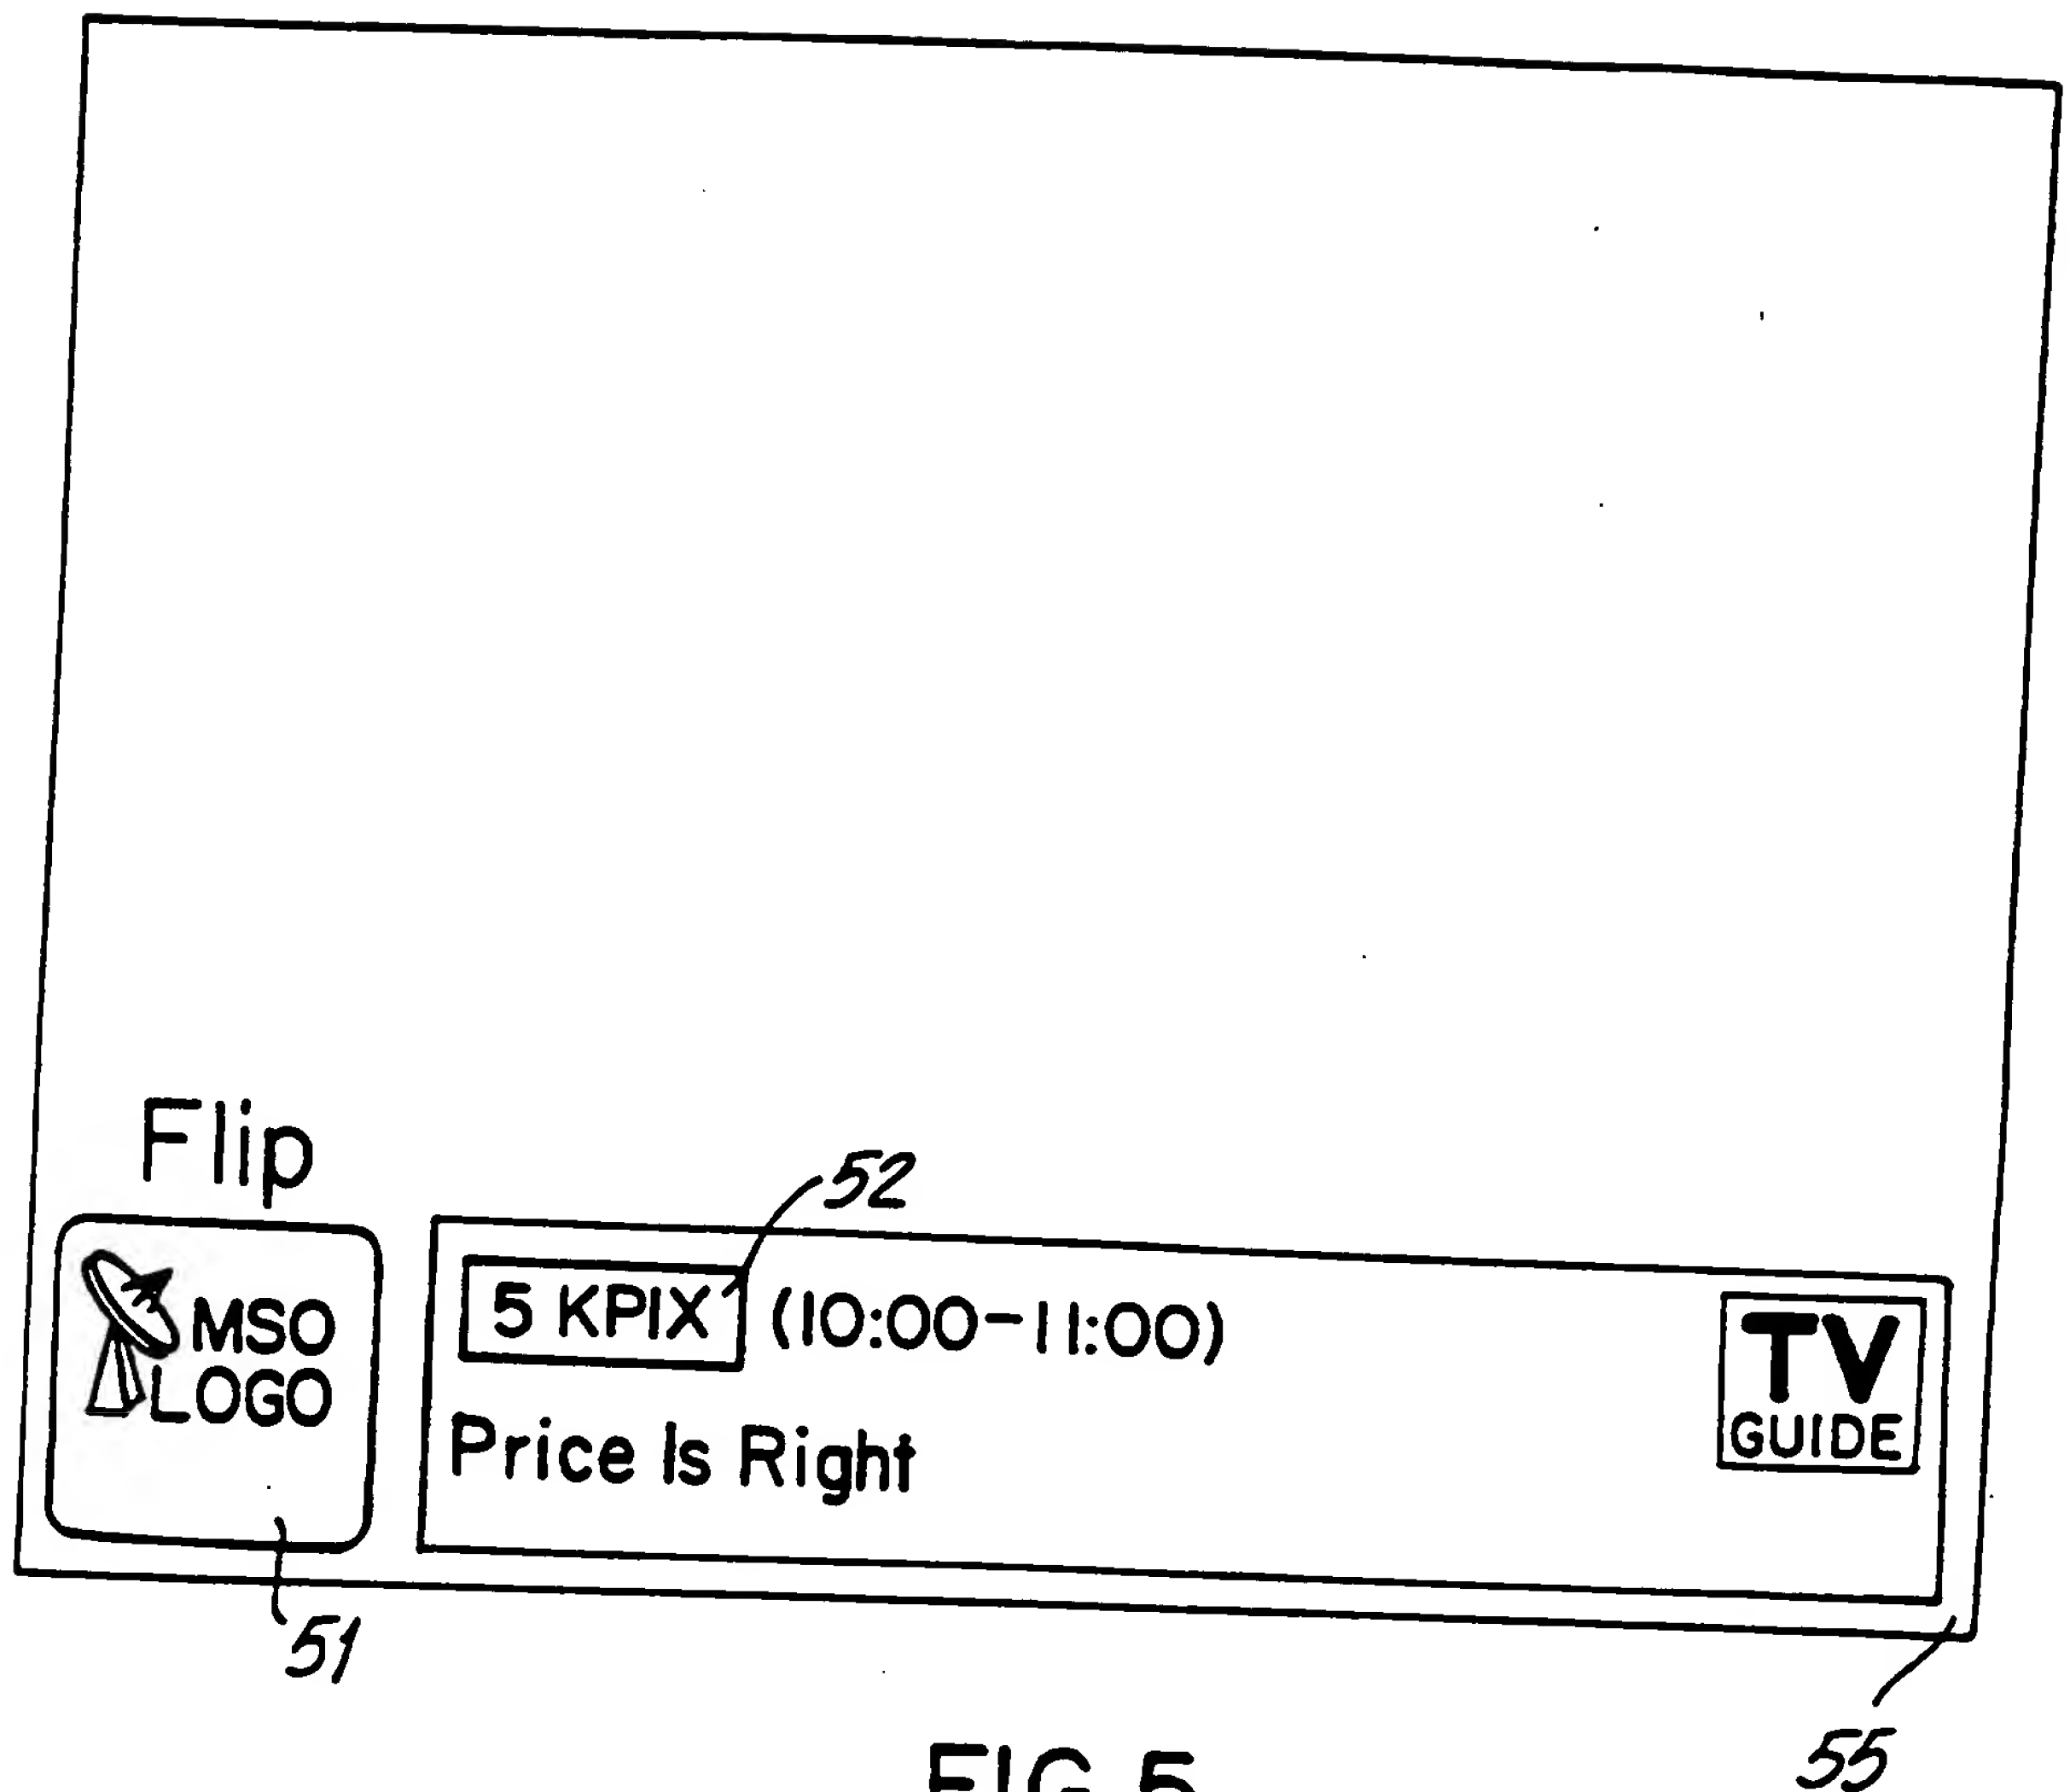 Flip
52
MSO
LOGO
5 KPIX (10:00-11:00)
Price Is Right
TV
GUIDE
51
55
FIG. 5